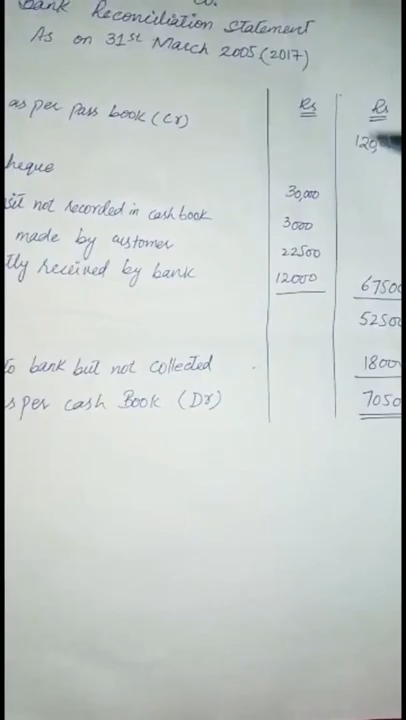 Bank Reconciliation Statement
As on 31st March 2005 (2017)
Rs Rs
as per Pass book (Cr)
heque 30,000
sit not recorded in cash book 3000
made by customer 22500
tly received by bank 12000 67500
52500
to bank but not collected 1800
s per cash Book (Dr) 7050